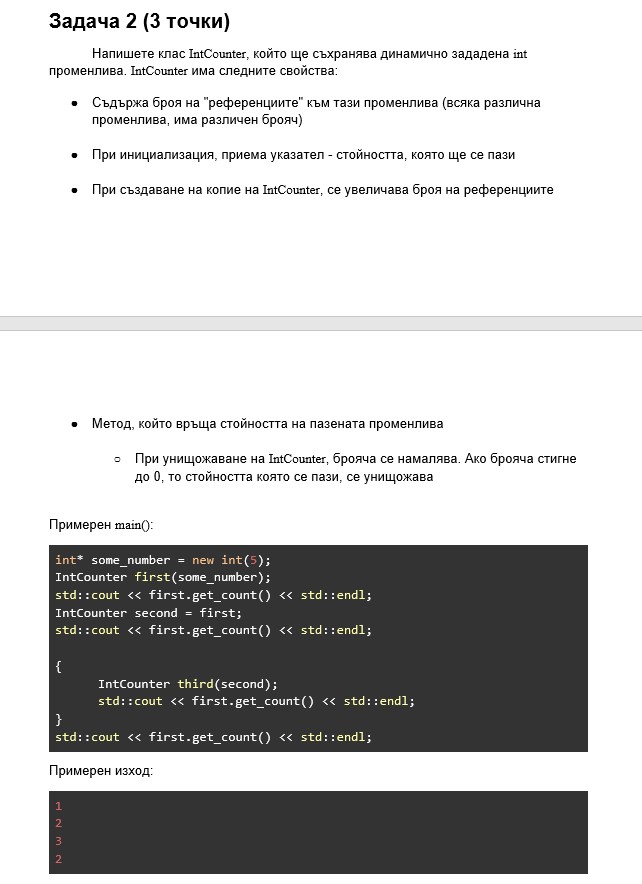 Задача 2 (3 точки)
Напишете клас IntCounter, който ще съхранява динамично зададена int
променлива. IntCounter има следните свойства:
● Съдържа броя на "референциите" към тази променлива (всяка различна
променлива, има различен брояч)
● При инициализация, приема указател - стойността, която ще се пази
● При създаване на копие на IntCounter, се увеличава броя на референциите
● Метод, който връща стойността на пазената променлива
○ При унищожаване на IntCounter, брояча се намалява. Ако брояча стигне
до 0, то стойността която се пази, се унищожава
Примерен main():
int* some_number = new int(5);
IntCounter first(some_number);
std::cout << first.get_count() << std::endl;
IntCounter second = first;
std::cout << first.get_count() << std::endl;
{
IntCounter third(second);
std::cout << first.get_count() << std::endl;
}
std::cout << first.get_count() << std::endl;
Примерен изход:
1
2
3
2